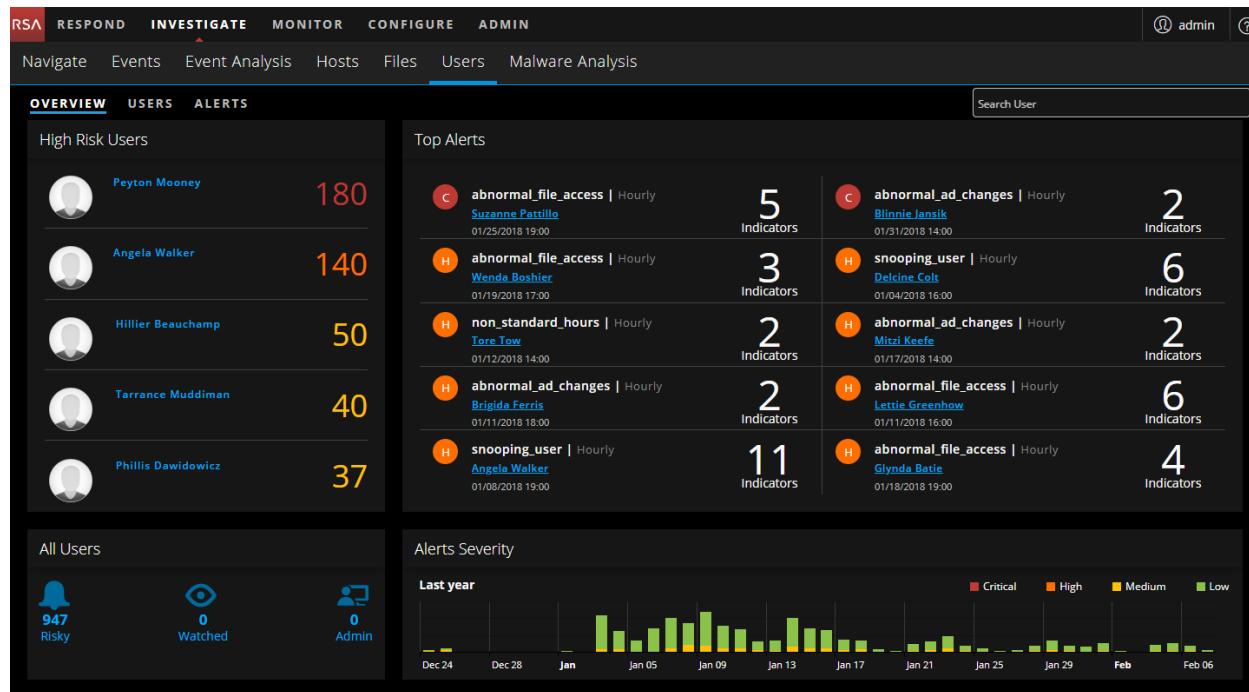 RSA RESPOND INVESTIGATE MONITOR CONFIGURE ADMIN admin ?
Navigate Events Event Analysis Hosts Files Users Malware Analysis
OVERVIEW USERS ALERTS Search User
High Risk Users
Peyton Mooney 180
Angela Walker 140
Hillier Beauchamp 50
Tarrance Muddiman 40
Phillis Dawidowicz 37
Top Alerts
C abnormal_file_access | Hourly
Suzanne Pattillo
01/25/2018 19:00
5
Indicators
C abnormal_ad_changes | Hourly
Blinnie Jansik
01/31/2018 14:00
2
Indicators
H abnormal_file_access | Hourly
Wenda Boshier
01/19/2018 17:00
3
Indicators
H snooping_user | Hourly
Delcine Colt
01/04/2018 16:00
6
Indicators
H non_standard_hours | Hourly
Tore Tow
01/12/2018 14:00
2
Indicators
H abnormal_ad_changes | Hourly
Mitzi Keefe
01/17/2018 14:00
2
Indicators
H abnormal_ad_changes | Hourly
Brigida Ferris
01/11/2018 18:00
2
Indicators
H abnormal_file_access | Hourly
Lettie Greenhow
01/11/2018 16:00
6
Indicators
H snooping_user | Hourly
Angela Walker
01/08/2018 19:00
11
Indicators
H abnormal_file_access | Hourly
Glynda Batie
01/18/2018 19:00
4
Indicators
All Users
947 0 0
Risky Watched Admin
Alerts Severity
Last year Critical High Medium Low
Dec 24 Dec 28 Jan Jan 05 Jan 09 Jan 13 Jan 17 Jan 21 Jan 25 Jan 29 Feb Feb 06